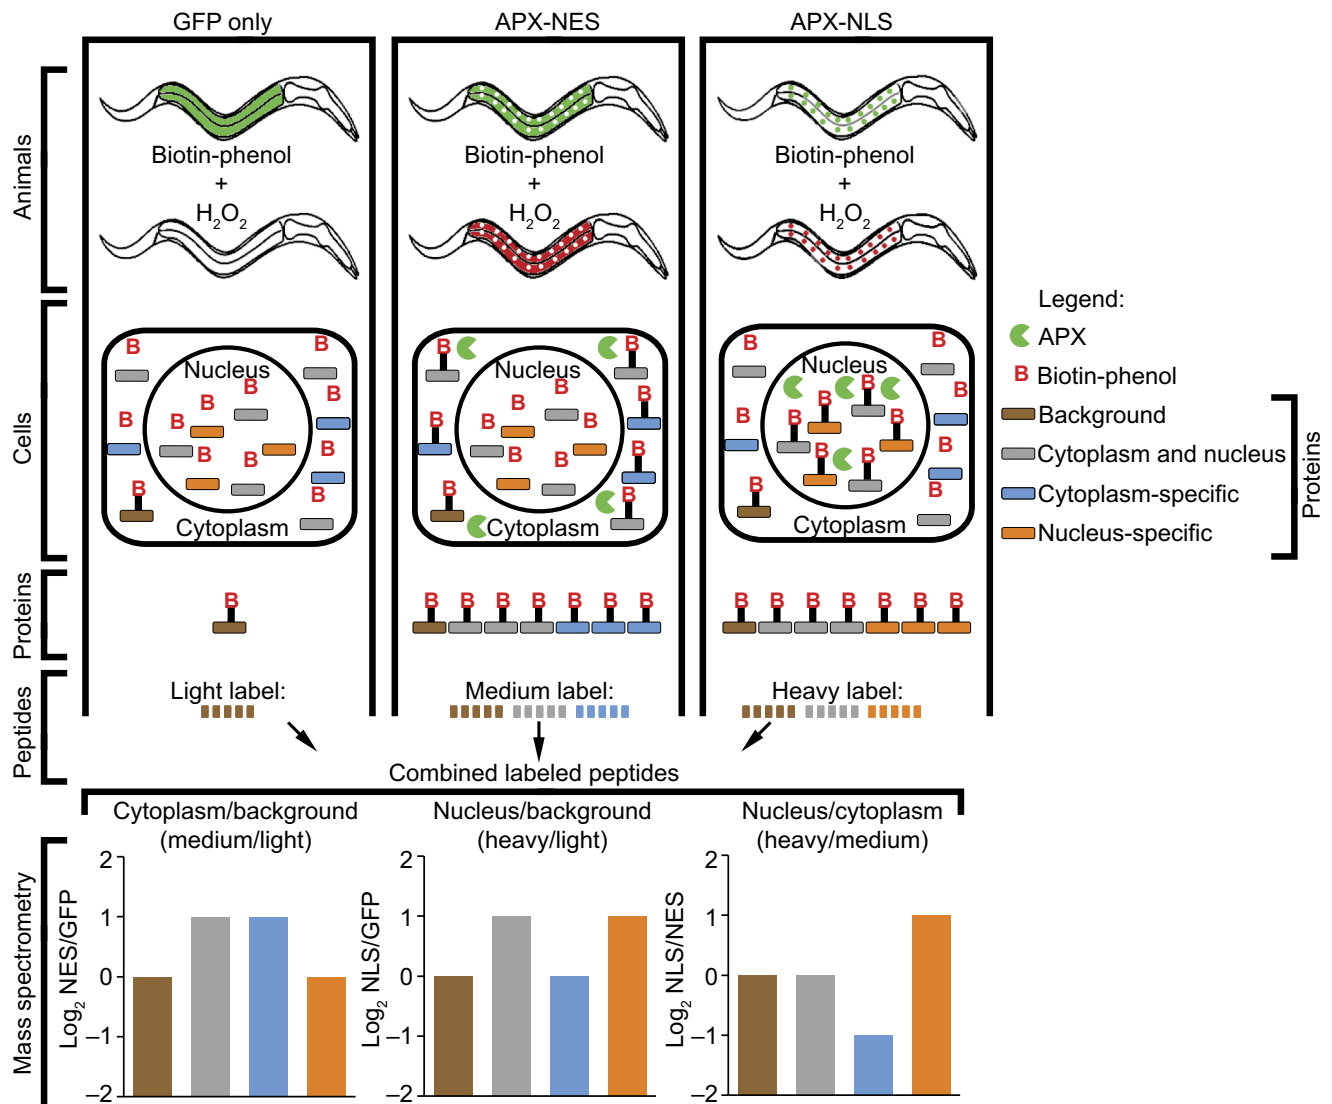 GFP only
APX-NES
APX-NLS
Animals
Biotin-phenol
+
H2O2
Biotin-phenol
+
H2O2
Biotin-phenol
+
H2O2
Cells
B
B
Nucleus
B
B
B
B
B
B
B
B
B
B
Cytoplasm
B
B
Nucleus
B
B
B
B
B
B
B
B
B
B
Cytoplasm
B
B
Nucleus
B
B
B
B
B
B
B
B
B
B
B
Cytoplasm
Legend:
APX
B Biotin-phenol
Background
Cytoplasm and nucleus
Cytoplasm-specific
Nucleus-specific
Proteins
Proteins
B
B B B B B B B
B B B B B B B
Peptides
Light label:
Medium label:
Heavy label:
Combined labeled peptides
Mass spectrometry
Cytoplasm/background
(medium/light)
Log2 NES/GFP
2
1
0
–1
–2
Nucleus/background
(heavy/light)
Log2 NLS/GFP
2
1
0
–1
–2
Nucleus/cytoplasm
(heavy/medium)
Log2 NLS/NES
2
1
0
–1
–2